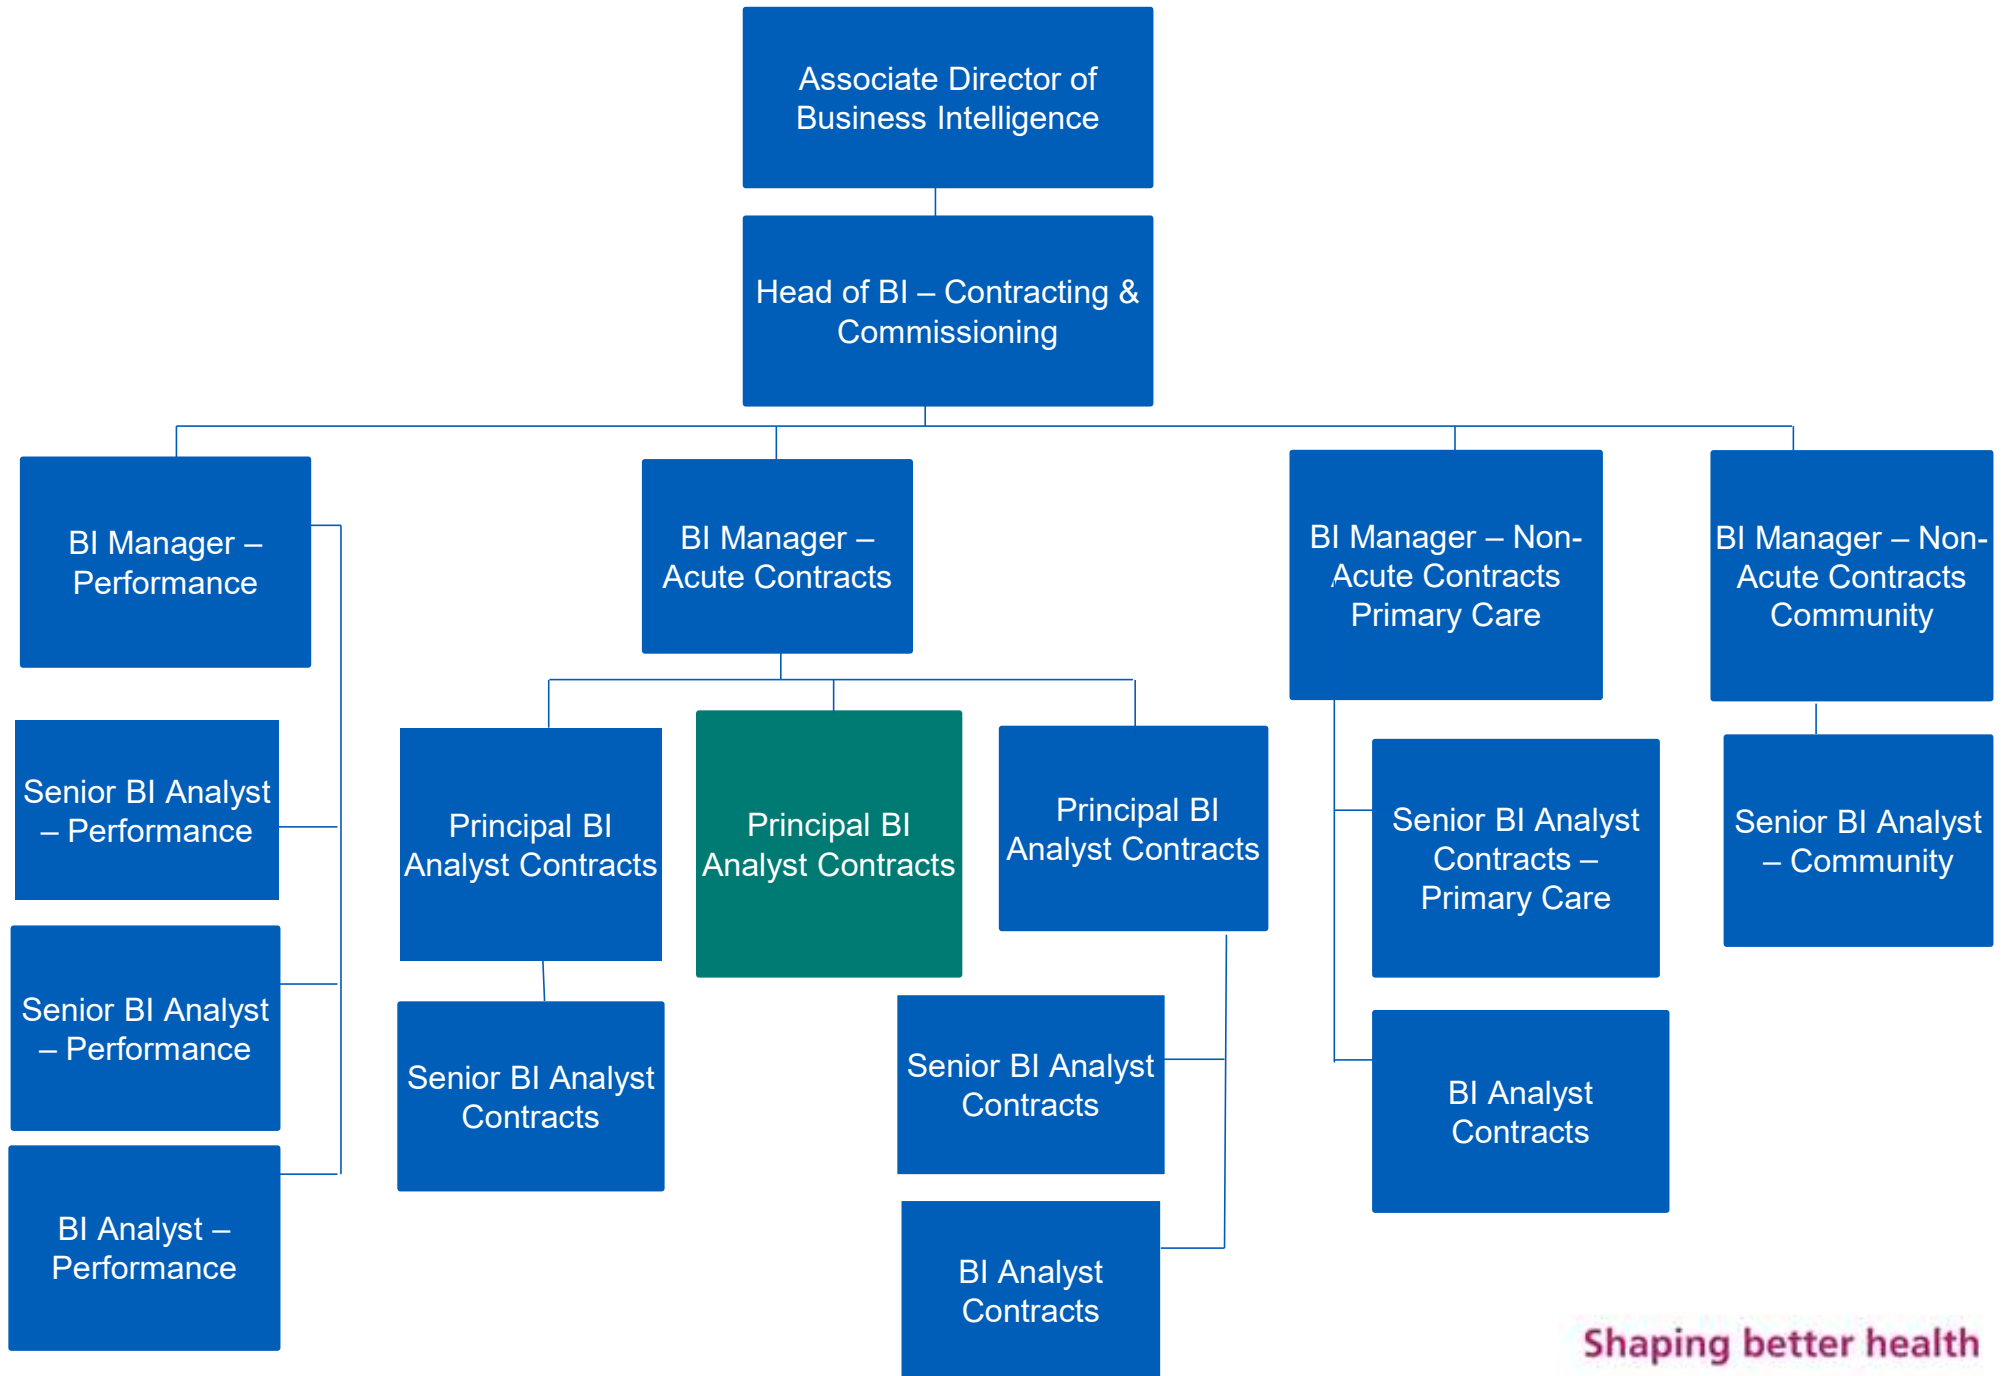 Associate Director of
Business Intelligence
Head of BI – Contracting &
Commissioning
BI Manager –
Performance
BI Manager –
Acute Contracts
BI Manager – Non-
Acute Contracts
Primary Care
BI Manager – Non-
Acute Contracts
Community
Senior BI Analyst
– Performance
Principal BI
Analyst Contracts
Principal BI
Analyst Contracts
Principal BI
Analyst Contracts
Senior BI Analyst
Contracts –
Primary Care
Senior BI Analyst
– Community
Senior BI Analyst
– Performance
Senior BI Analyst
Contracts
Senior BI Analyst
Contracts
BI Analyst
Contracts
BI Analyst –
Performance
BI Analyst
Contracts
Shaping better health